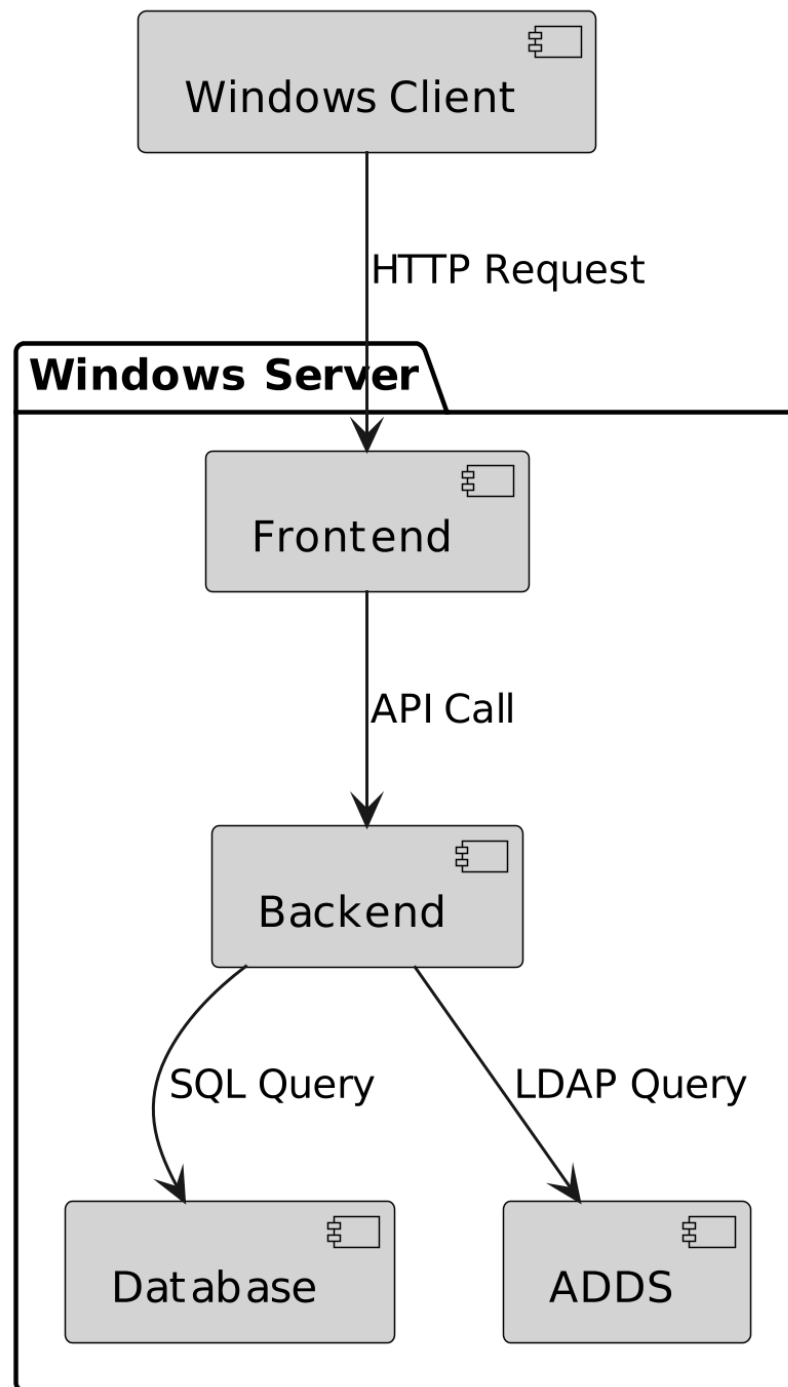 Windows Client
HTTP Request
Windows Server
Frontend
API Call
Backend
SQL Query
LDAP Query
Database
ADDS